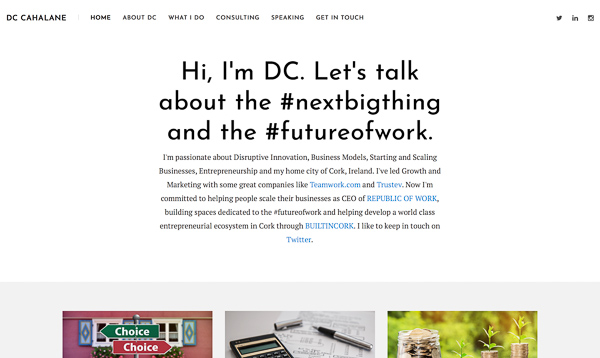 DC CAHALANE
HOME ABOUT DC WHAT I DO CONSULTING SPEAKING GET IN TOUCH
Hi, I'm DC. Let's talk
about the #nextbigthing
and the #futureofwork.
I'm passionate about Disruptive Innovation, Business Models, Starting and Scaling
Businesses, Entrepreneurship and my home city of Cork, Ireland. I've led Growth and
Marketing with some great companies like Teamwork.com and Trustev. Now I'm
committed to helping people scale their businesses as CEO of REPUBLIC OF WORK,
building spaces dedicated to the #futureofwork and helping develop a world class
entrepreneurial ecosystem in Cork through BUILTINCORK. I like to keep in touch on
Twitter.
Choice
Choice